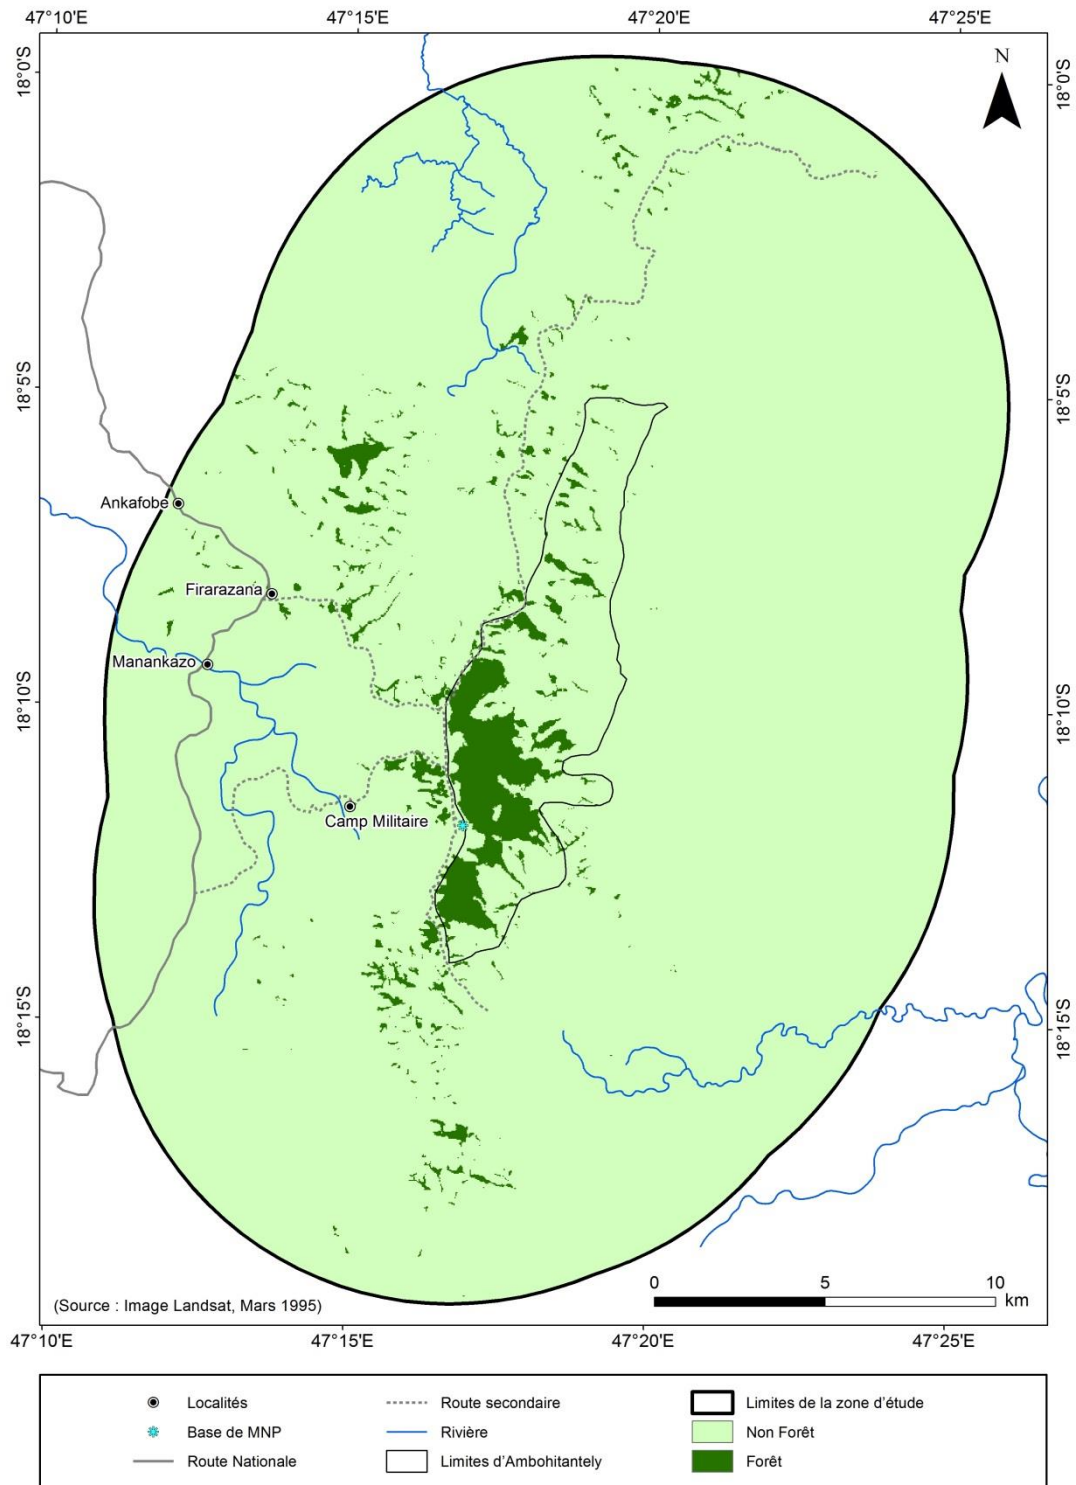 47°10'E 47°15'E 47°20'E 47°25'E
N
18°0'S 18°0'S
18°5'S 18°5'S
Ankafobe
Firarazana
Manankazo
18°10'S 18°10'S
Camp Militaire
18°15'S 18°15'S
0 5 10
km
(Source : Image Landsat, Mars 1995)
47°10'E 47°15'E 47°20'E 47°25'E
Localités Route secondaire Limites de la zone d'étude
Base de MNP Rivière Non Forêt
Route Nationale Limites d'Ambohitantely Forêt